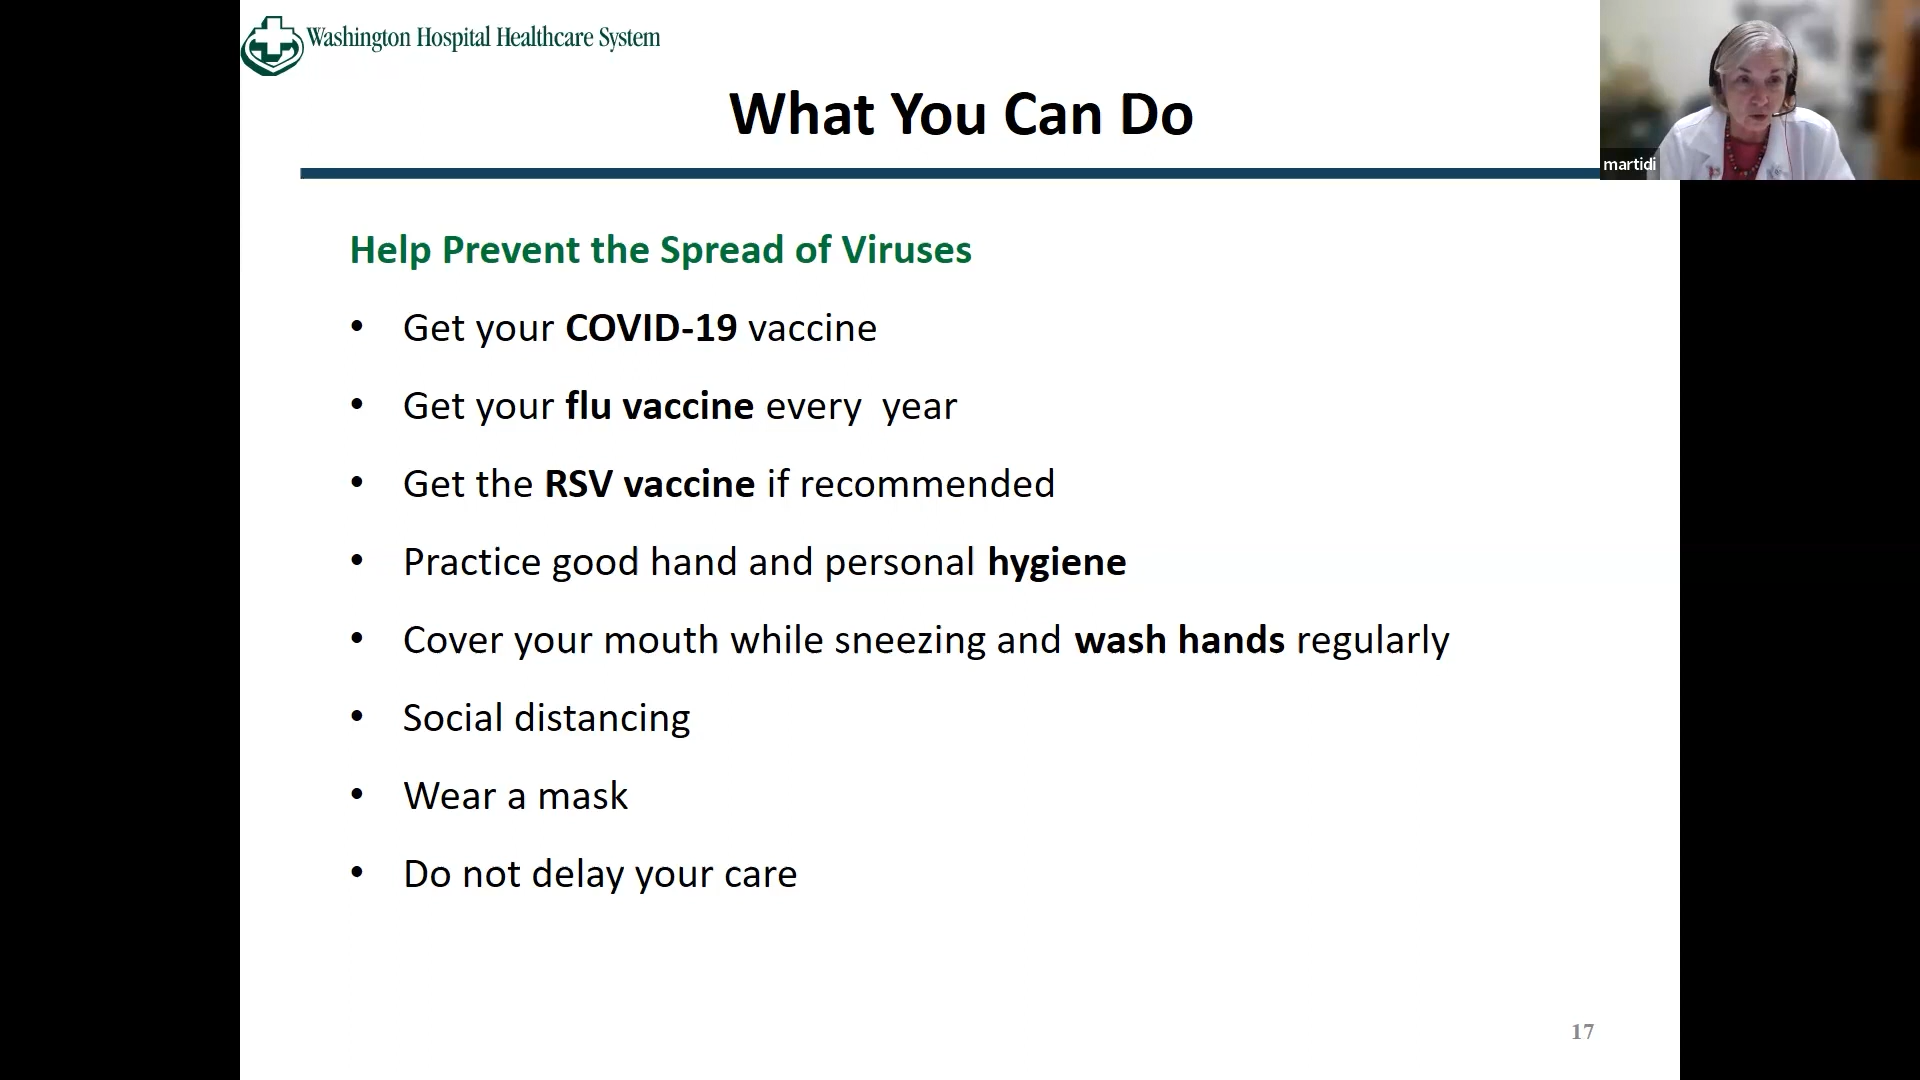 Washington Hospital Healthcare System
What You Can Do
martidi
Help Prevent the Spread of Viruses
• Get your COVID-19 vaccine
• Get your flu vaccine every  year
• Get the RSV vaccine if recommended
• Practice good hand and personal hygiene
• Cover your mouth while sneezing and wash hands regularly
• Social distancing
• Wear a mask
• Do not delay your care
17